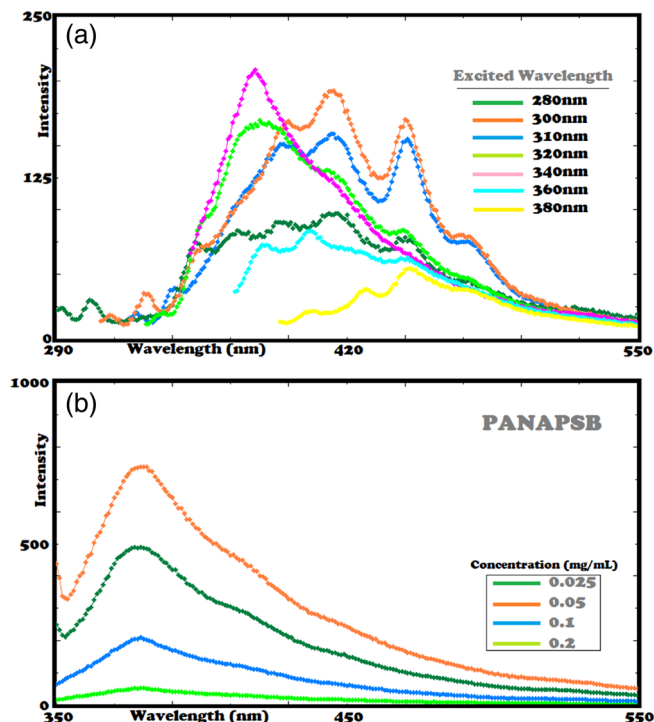 (a)
250
125
0
Intensity
Excited Wavelength
280nm
300nm
310nm
320nm
340nm
360nm
380nm
290
Wavelength (nm)
420
550
(b)
1000
500
0
Intensity
PANAPSB
Concentration (mg/mL)
0.025
0.05
0.1
0.2
350
Wavelength (nm)
450
550